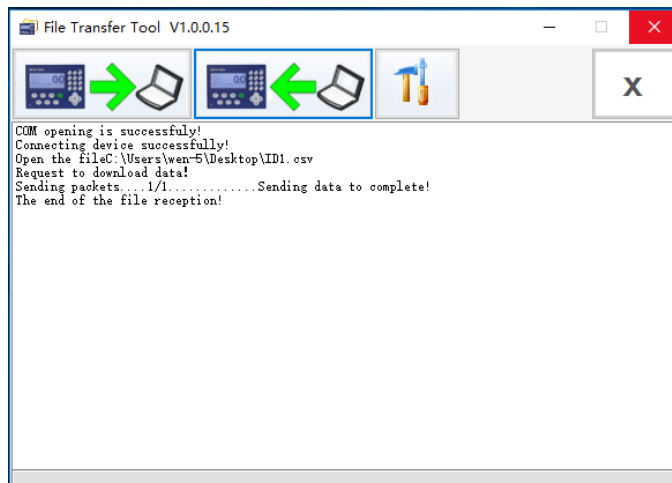 File Transfer Tool V1.0.0.15
X
COM opening is successfuly!
Connecting device successfully!
Open the fileC:\Users\wen-5\Desktop\ID1.csv
Request to download data!
Sending packets....1/1.............Sending data to complete!
The end of the file reception!